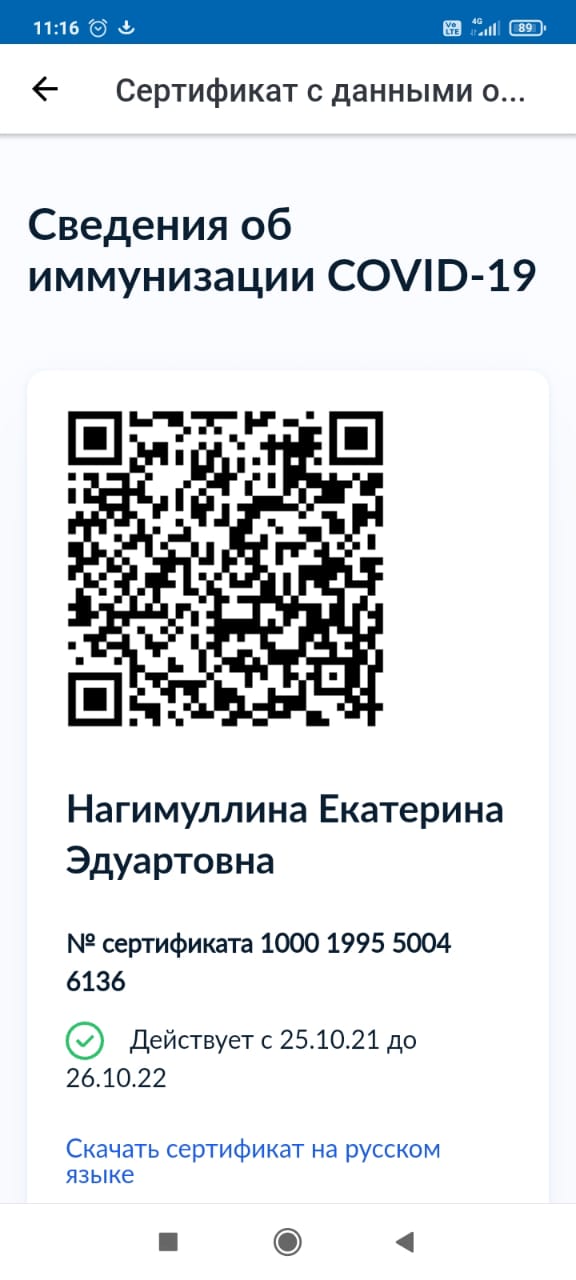 11:16
Vo LTE 4G 89
Сертификат с данными о...
Сведения об
иммунизации COVID-19
Нагимуллина Екатерина
Эдуартовна
№ сертификата 1000 1995 5004
6136
Действует с 25.10.21 до
26.10.22
Скачать сертификат на русском
языке